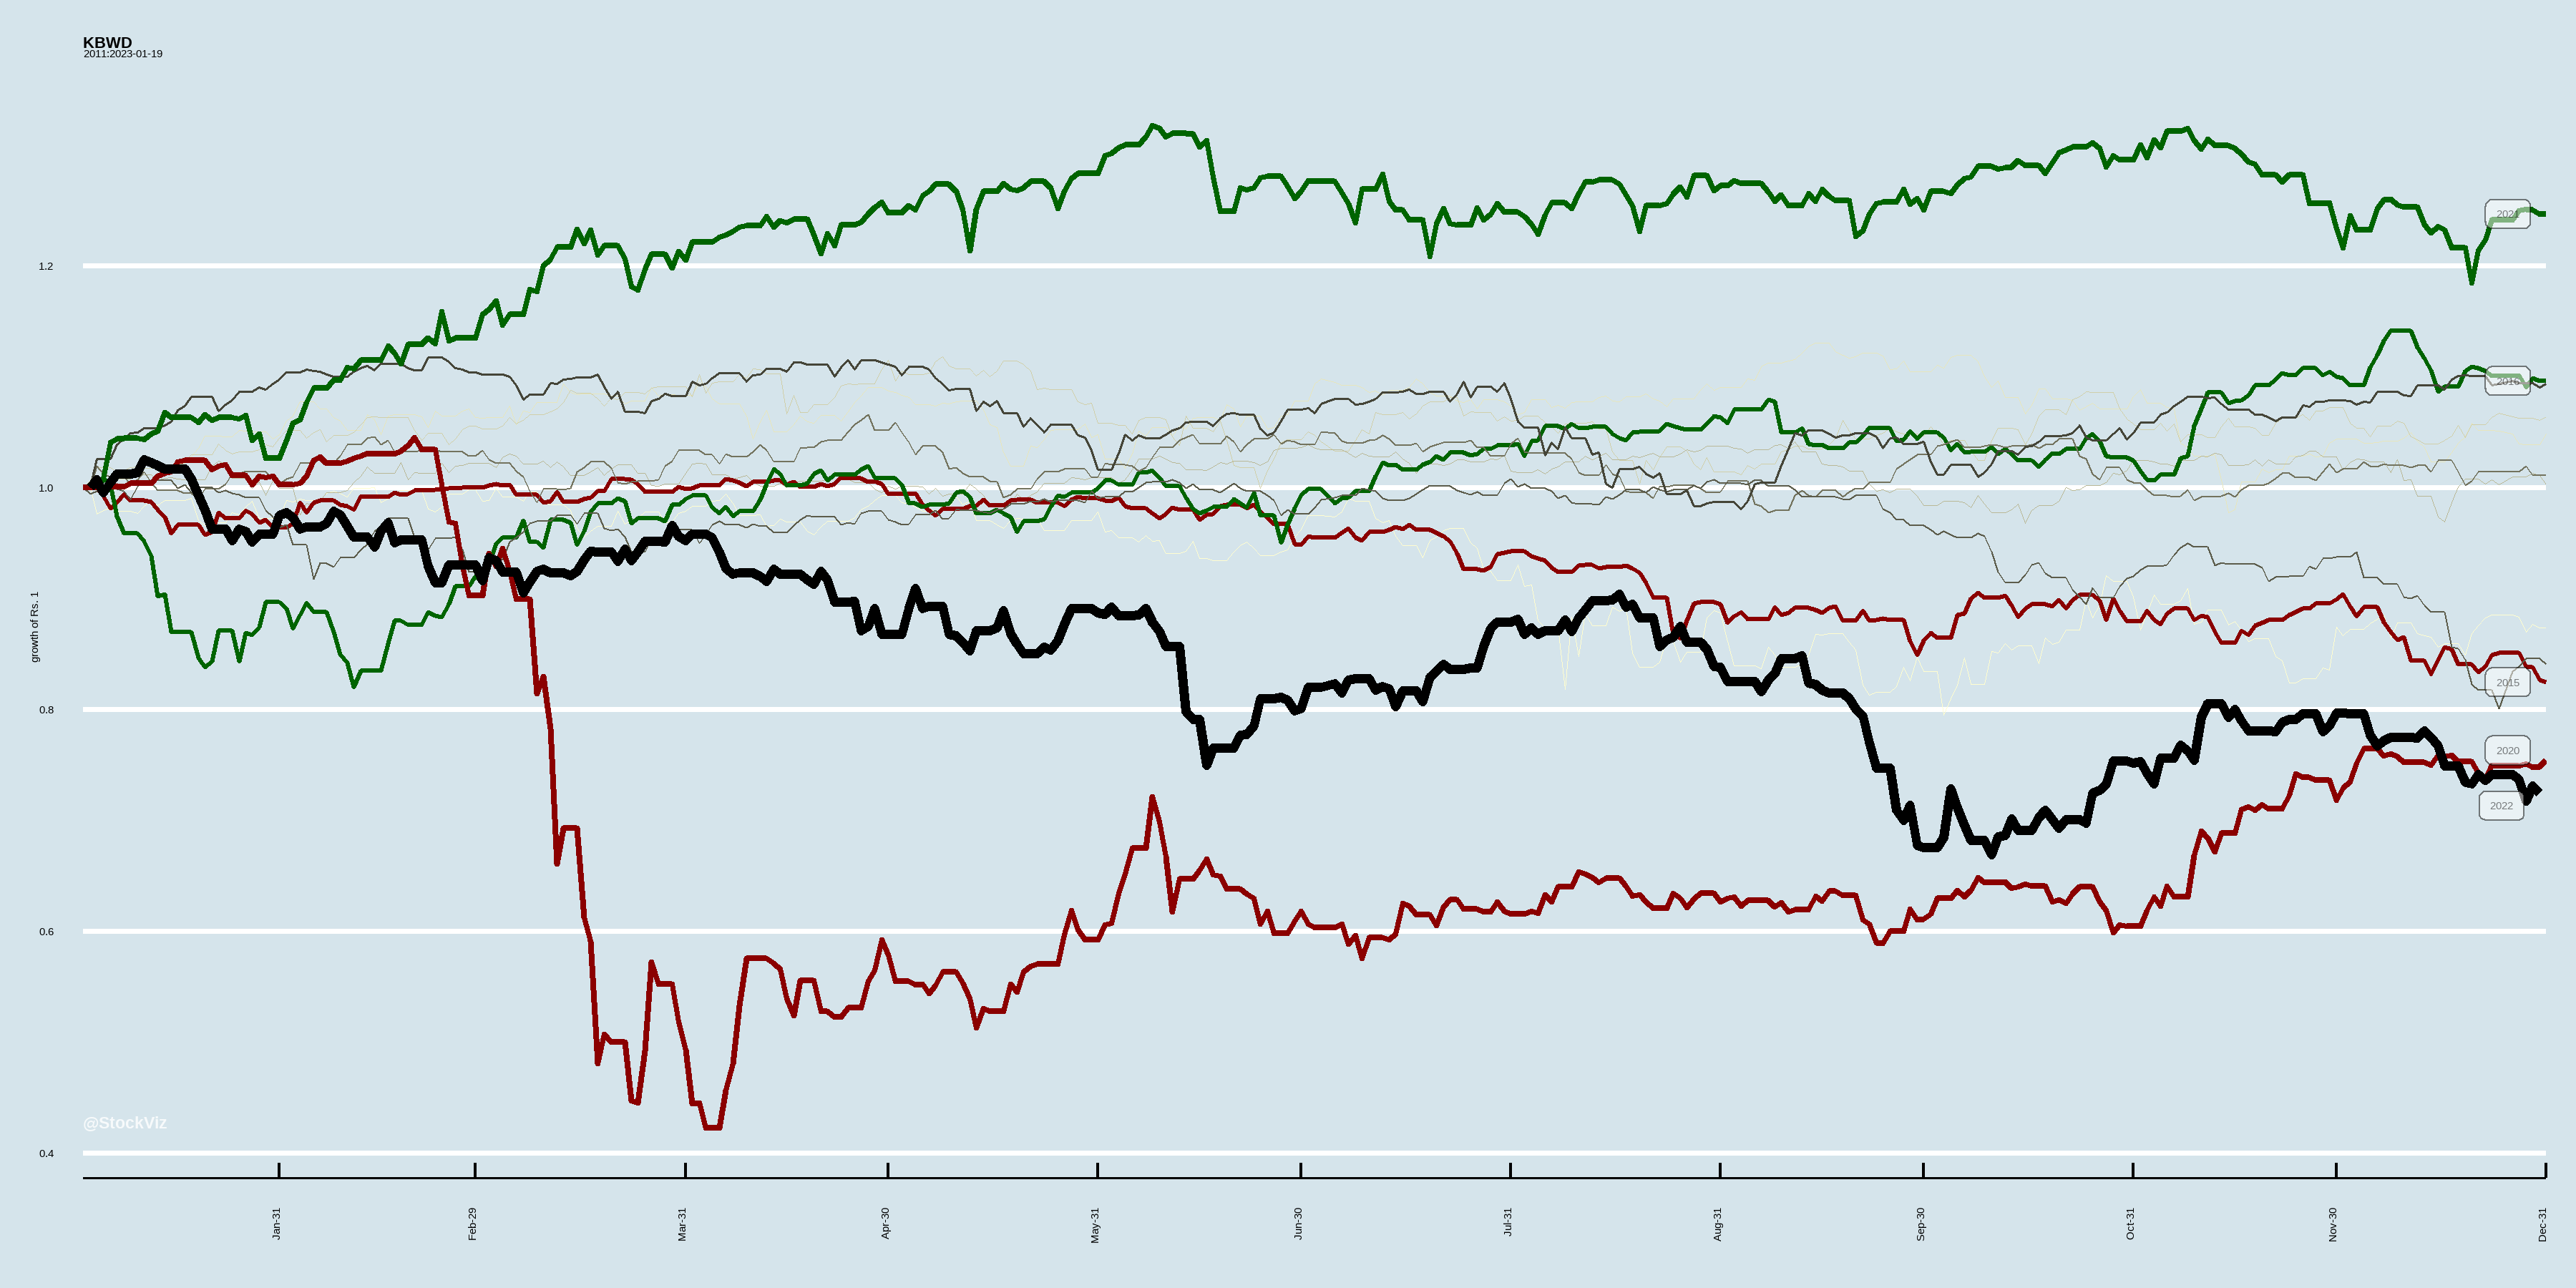 KBWD
2011:2023-01-19
growth of Rs. 1
1.2
1.0
0.8
0.6
0.4
2021
2016
2015
2020
2022
@StockViz
Jan-31
Feb-29
Mar-31
Apr-30
May-31
Jun-30
Jul-31
Aug-31
Sep-30
Oct-31
Nov-30
Dec-31